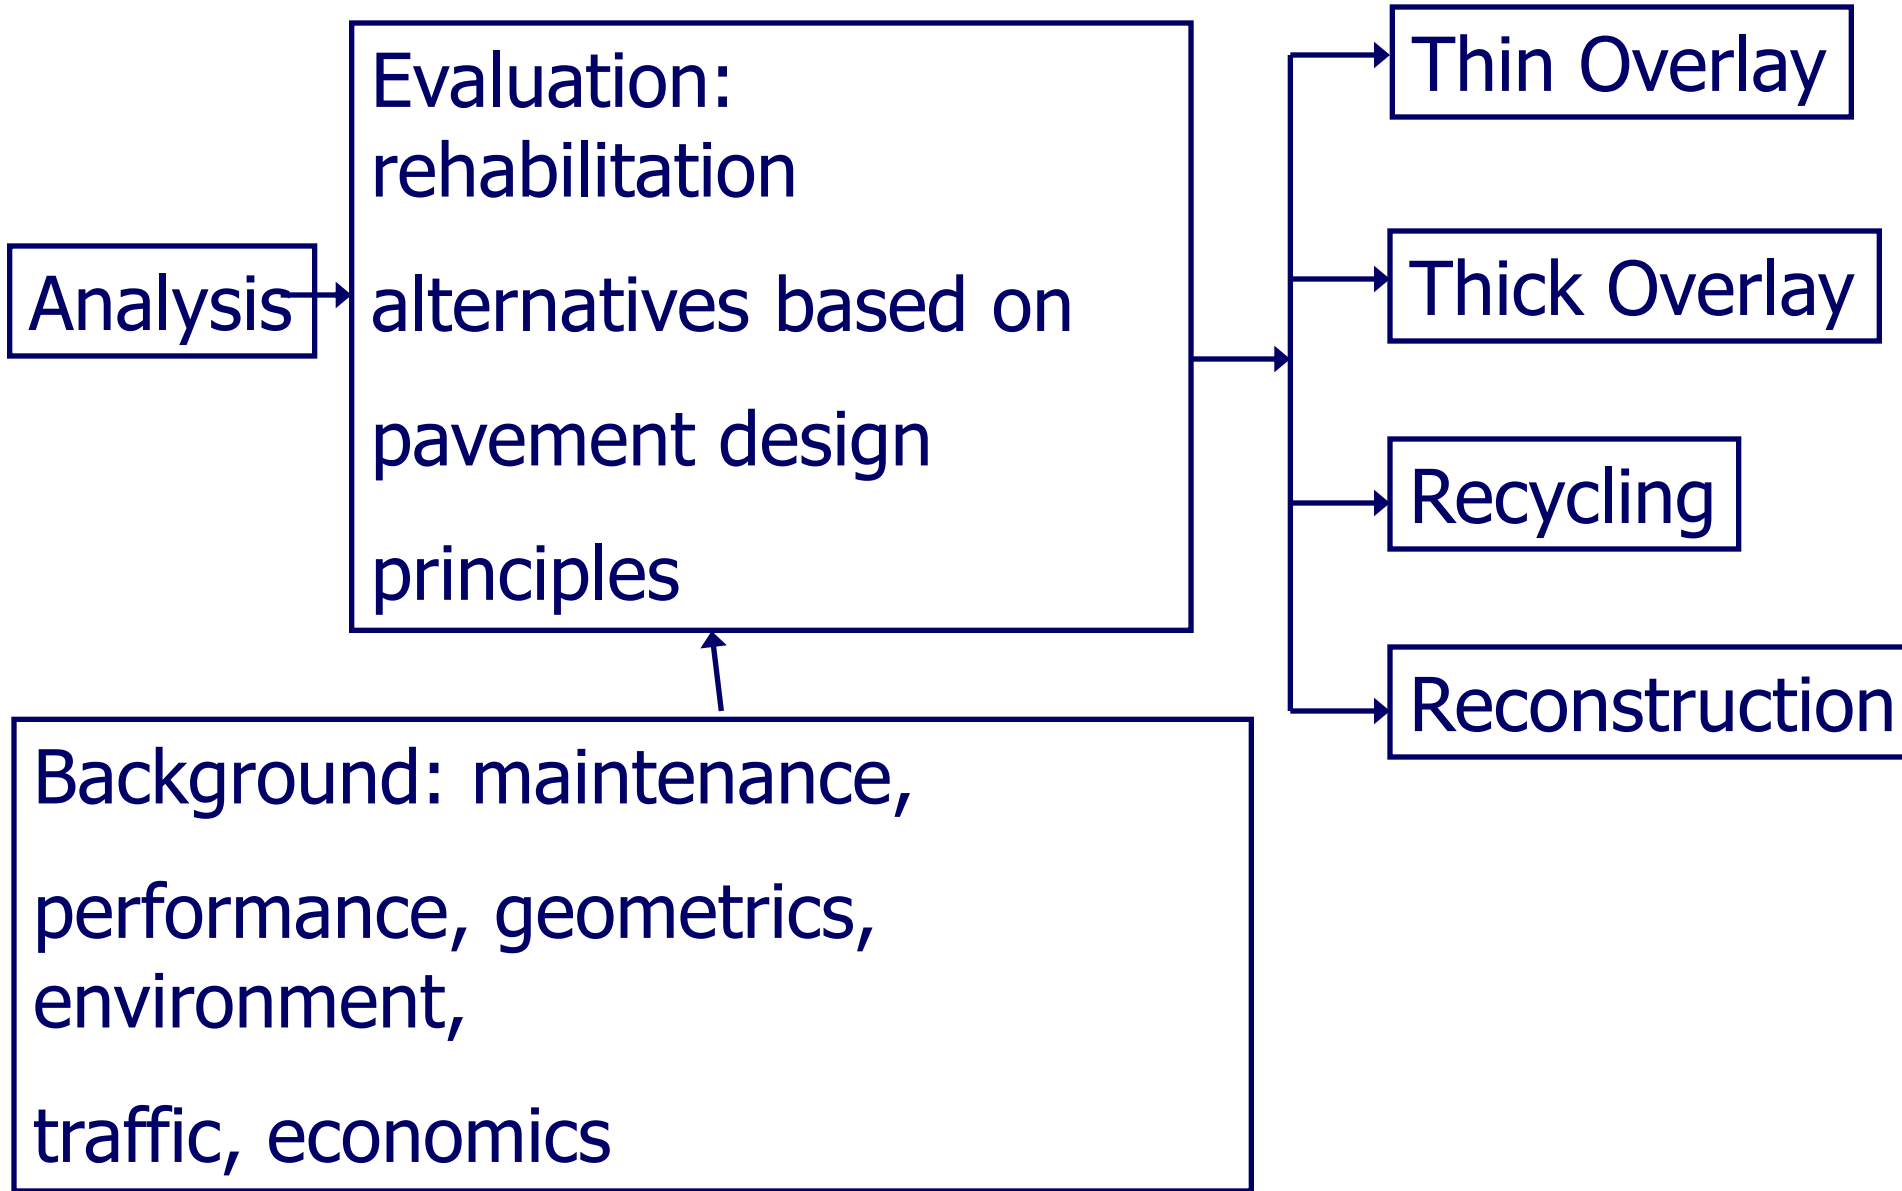 Analysis
Evaluation:
rehabilitation
alternatives based on
pavement design
principles
Thin Overlay
Thick Overlay
Recycling
Reconstruction
Background: maintenance,
performance, geometrics,
environment,
traffic, economics